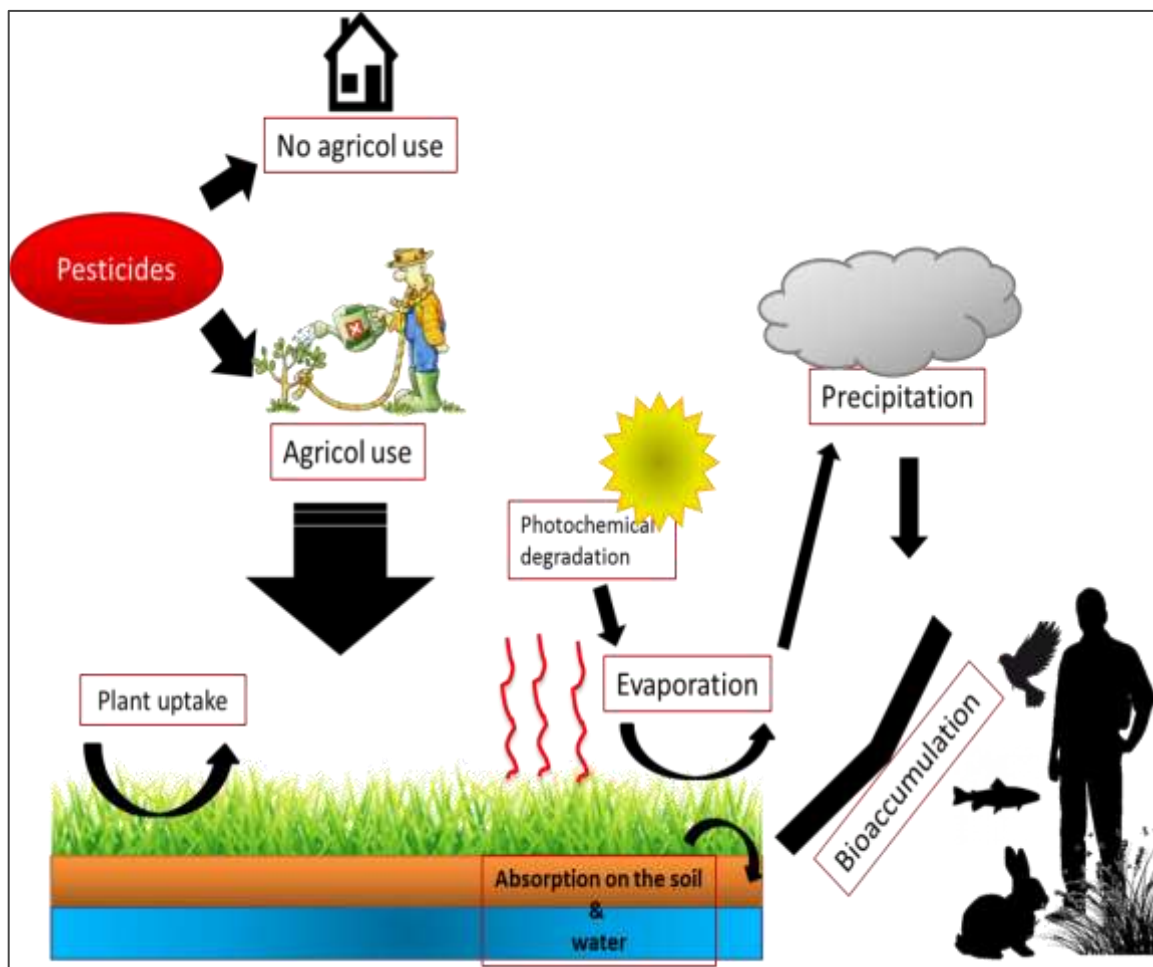 No agricol use
Pesticides
Agricol use
Precipitation
Photochemical
degradation
Plant uptake
Evaporation
Bioaccumulation
Absorption on the soil
&
water